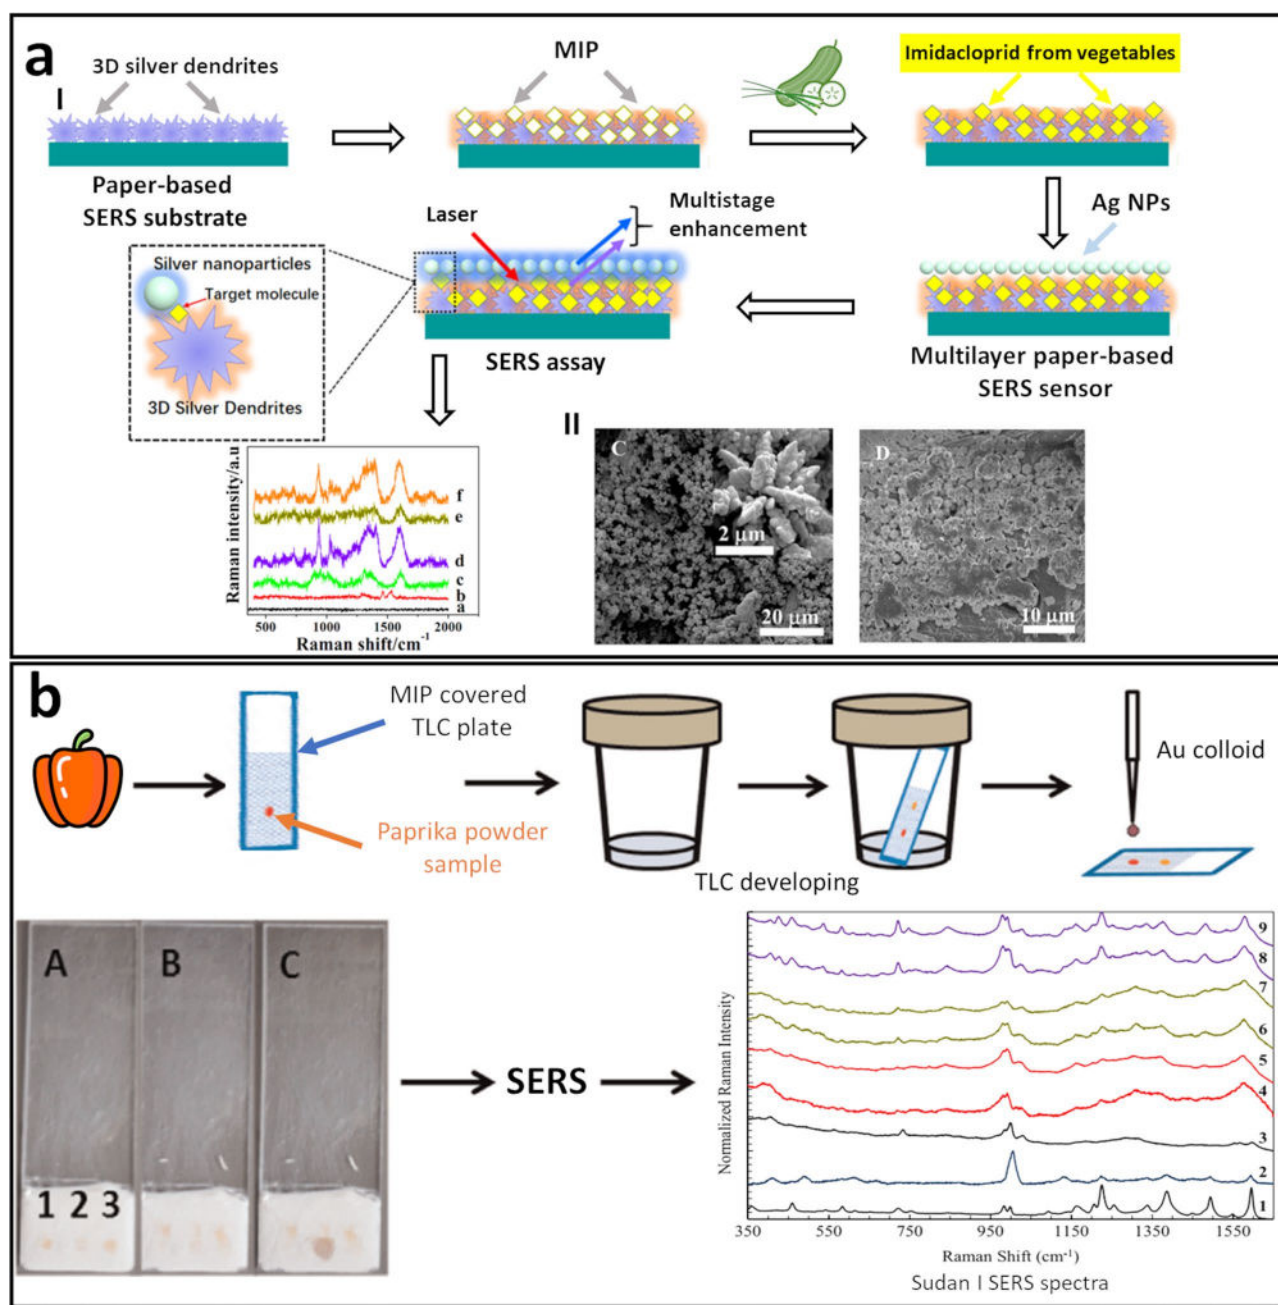 a
I
3D silver dendrites
Paper-based
SERS substrate
MIP
Imidacloprid from vegetables
Ag NPs
Multilayer paper-based
SERS sensor
Laser
Multistage
enhancement
SERS assay
Silver nanoparticles
Target molecule
3D Silver Dendrites
Raman intensity/a.u
f
e
d
c
b
a
500
1000
1500
2000
Raman shift/cm-1
II
C
2 μm
20 μm
D
10 μm
b
MIP covered
TLC plate
Paprika powder
sample
TLC developing
Au colloid
A
B
C
1 2 3
SERS
Normalized Raman Intensity
9
8
7
6
5
4
3
2
1
350
550
750
950
1150
1350
1550
Raman Shift (cm-1)
Sudan I SERS spectra